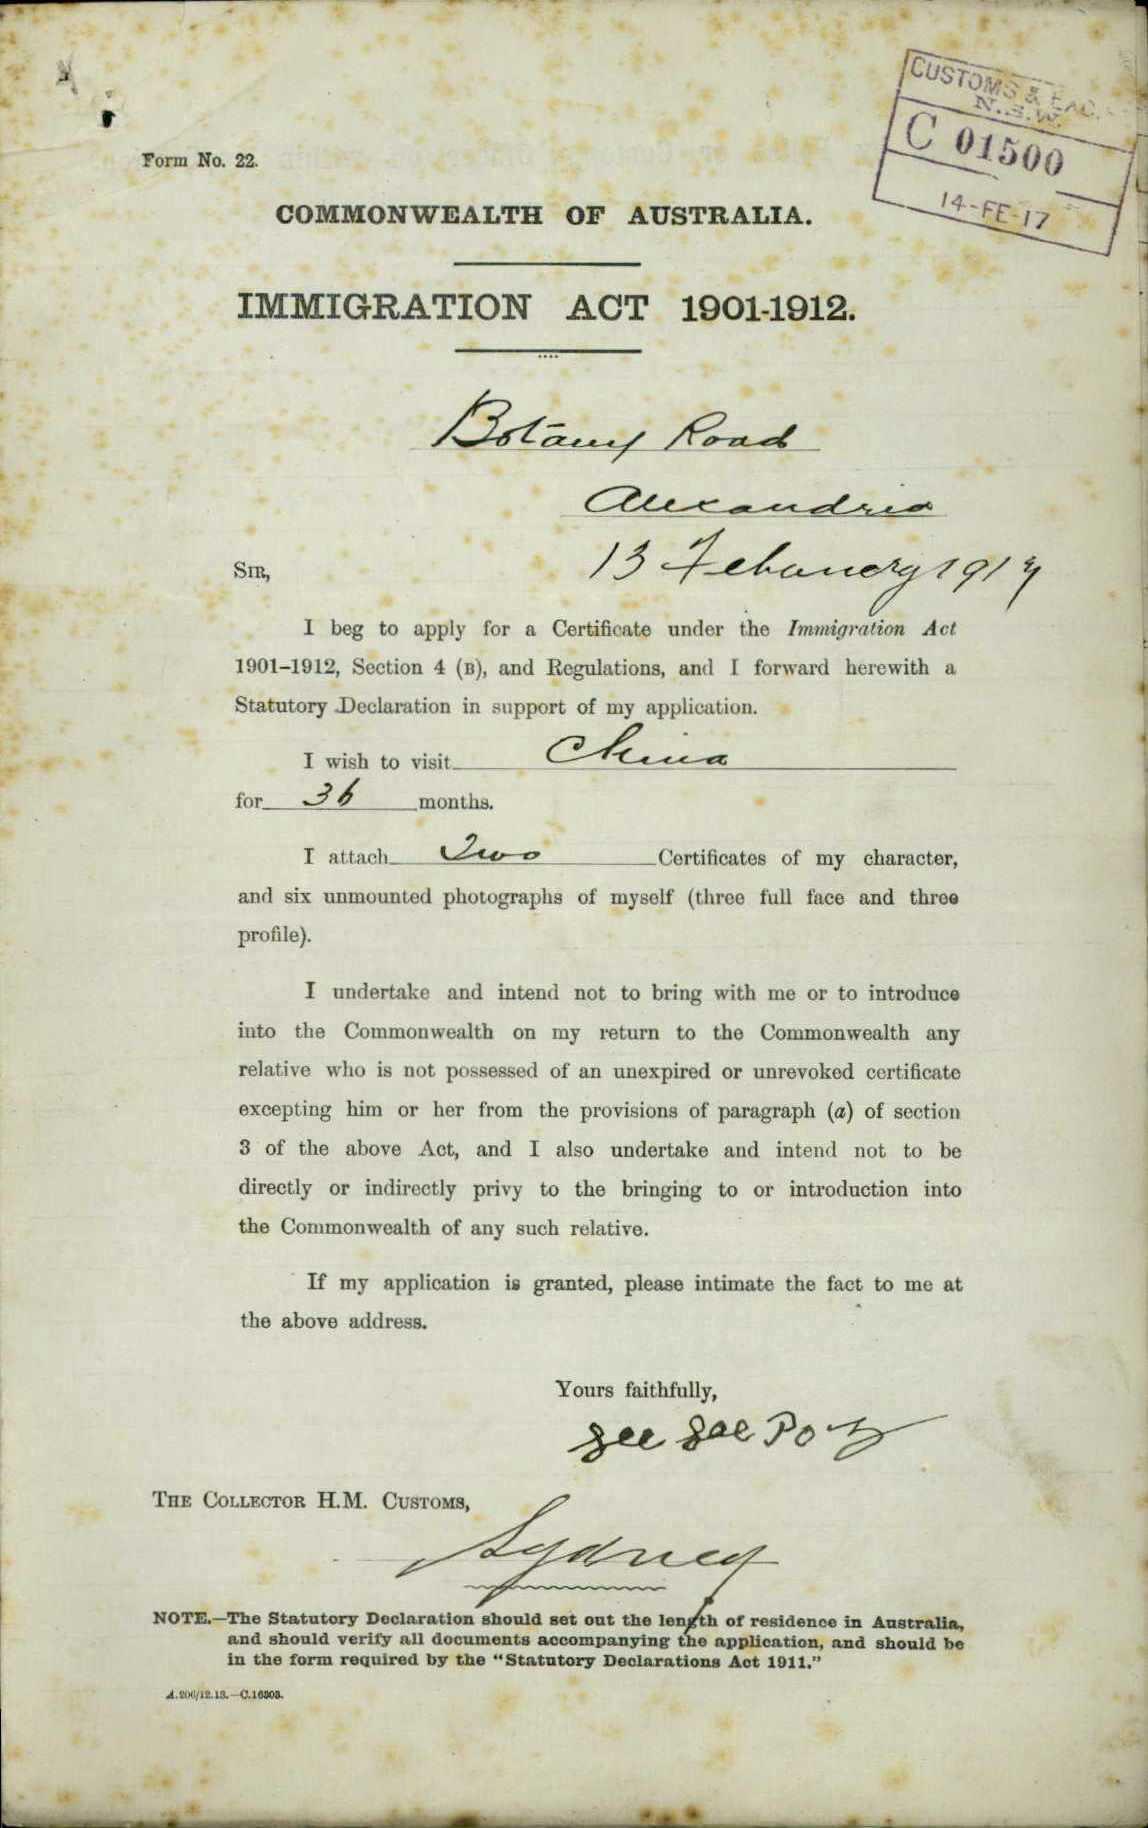 CUSTOMS & EXC.
N.S.W.
C 01500
14-FE-17
Form No. 22.
COMMONWEALTH OF AUSTRALIA.
IMMIGRATION ACT 1901-1912.
Botany Road
Alexandria
SIR,
13 February 1917
I beg to apply for a Certificate under the Immigration Act
1901–1912, Section 4 (B), and Regulations, and I forward herewith a
Statutory Declaration in support of my application.
I wish to visit China
for 36 months.
I attach Two Certificates of my character,
and six unmounted photographs of myself (three full face and three
profile).
I undertake and intend not to bring with me or to introduce
into the Commonwealth on my return to the Commonwealth any
relative who is not possessed of an unexpired or unrevoked certificate
excepting him or her from the provisions of paragraph (a) of section
3 of the above Act, and I also undertake and intend not to be
directly or indirectly privy to the bringing to or introduction into
the Commonwealth of any such relative.
If my application is granted, please intimate the fact to me at
the above address.
Yours faithfully,
See See Poy
THE COLLECTOR H.M. CUSTOMS,
Sydney
NOTE.—The Statutory Declaration should set out the length of residence in Australia,
and should verify all documents accompanying the application, and should be
in the form required by the "Statutory Declarations Act 1911."
A.206/12.13.—C.16303.